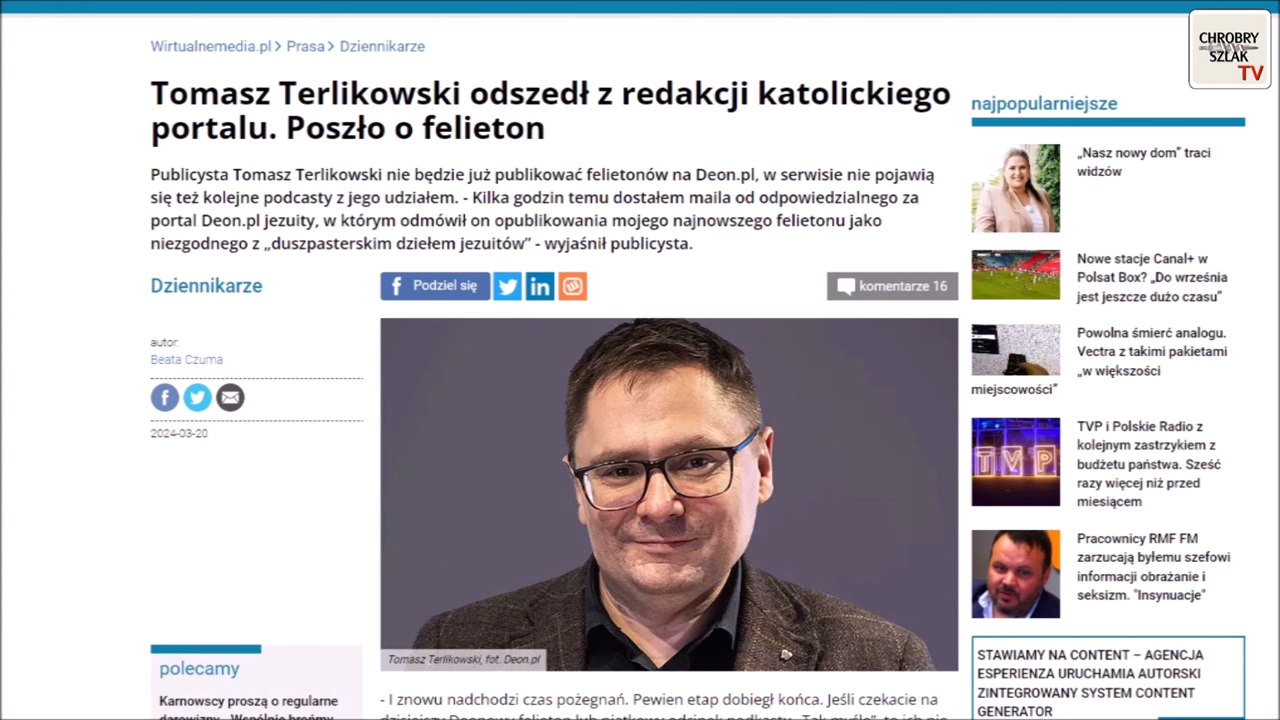 CHROBRY
SZLAK
TV
Wirtualnemedia.pl > Prasa > Dziennikarze
Tomasz Terlikowski odszedł z redakcji katolickiego
portalu. Poszło o felieton
Publicysta Tomasz Terlikowski nie będzie już publikować felietonów na Deon.pl, w serwisie nie pojawią
się też kolejne podcasty z jego udziałem. - Kilka godzin temu dostałem maila od odpowiedzialnego za
portal Deon.pl jezuity, w którym odmówił on opublikowania mojego najnowszego felietonu jako
niezgodnego z „duszpasterskim dziełem jezuitów” - wyjaśnił publicysta.
Dziennikarze
Podziel się
komentarze 16
autor:
Beata Czuma
2024-03-20
Tomasz Terlikowski, fot. Deon.pl
polecamy
Karnowscy proszą o regularne
- I znowu nadchodzi czas pożegnań. Pewien etap dobiegł końca. Jeśli czekacie na
najpopularniejsze
„Nasz nowy dom” traci
widzów
Nowe stacje Canal+ w
Polsat Box? „Do września
jest jeszcze dużo czasu”
Powolna śmierć analogu.
Vectra z takimi pakietami
„w większości
miejscowości”
TVP i Polskie Radio z
kolejnym zastrzykiem z
budżetu państwa. Sześć
razy więcej niż przed
miesiącem
TVP
Pracownicy RMF FM
zarzucają byłemu szefowi
informacji obrażanie i
seksizm. "Insynuacje"
STAWIAMY NA CONTENT – AGENCJA
ESPERIENZA URUCHAMIA AUTORSKI
ZINTEGROWANY SYSTEM CONTENT
GENERATOR